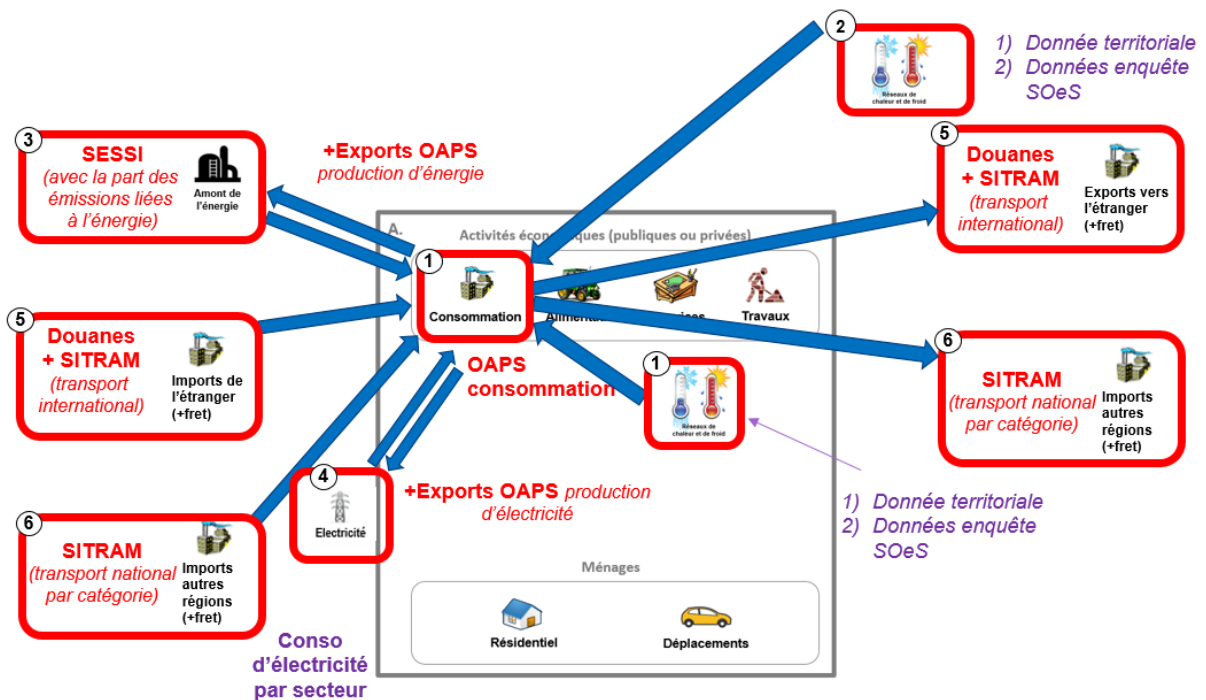 2
Réseaux de
chaleur et de froid
1) Donnée territoriale
2) Données enquête
SOeS
3
SESSI
(avec la part des
émissions liées
à l'énergie)
Amont de
l'énergie
+Exports OAPS
production d'énergie
5
Douanes
+ SITRAM
(transport
international)
Exports vers
l'étranger
(+fret)
A.
Activités économiques (publiques ou privées)
1
Consommation
Travaux
5
Douanes
+ SITRAM
(transport
international)
Imports de
l'étranger
(+fret)
OAPS
consommation
1
Réseaux de
chaleur et de froid
6
SITRAM
(transport national
par catégorie)
Imports
autres
régions
(+fret)
4
Electricité
+Exports OAPS production
d'électricité
1) Donnée territoriale
2) Données enquête
SOeS
6
SITRAM
(transport national
par catégorie)
Imports
autres
régions
(+fret)
Ménages
Résidentiel
Déplacements
Conso
d'électricité
par secteur